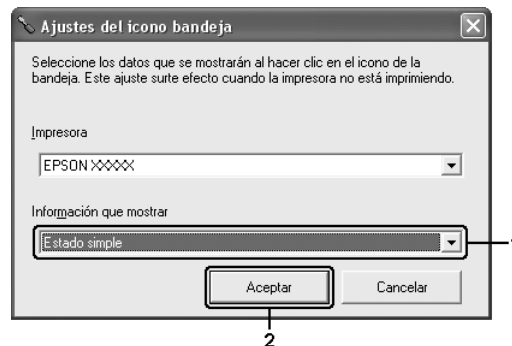 Ajustes del icono bandeja
Seleccione los datos que se mostrarán al hacer clic en el icono de la
bandeja. Este ajuste surte efecto cuando la impresora no está imprimiendo.
Impresora
EPSON XXXXX
Información que mostrar
Estado simple
1
Aceptar
Cancelar
2